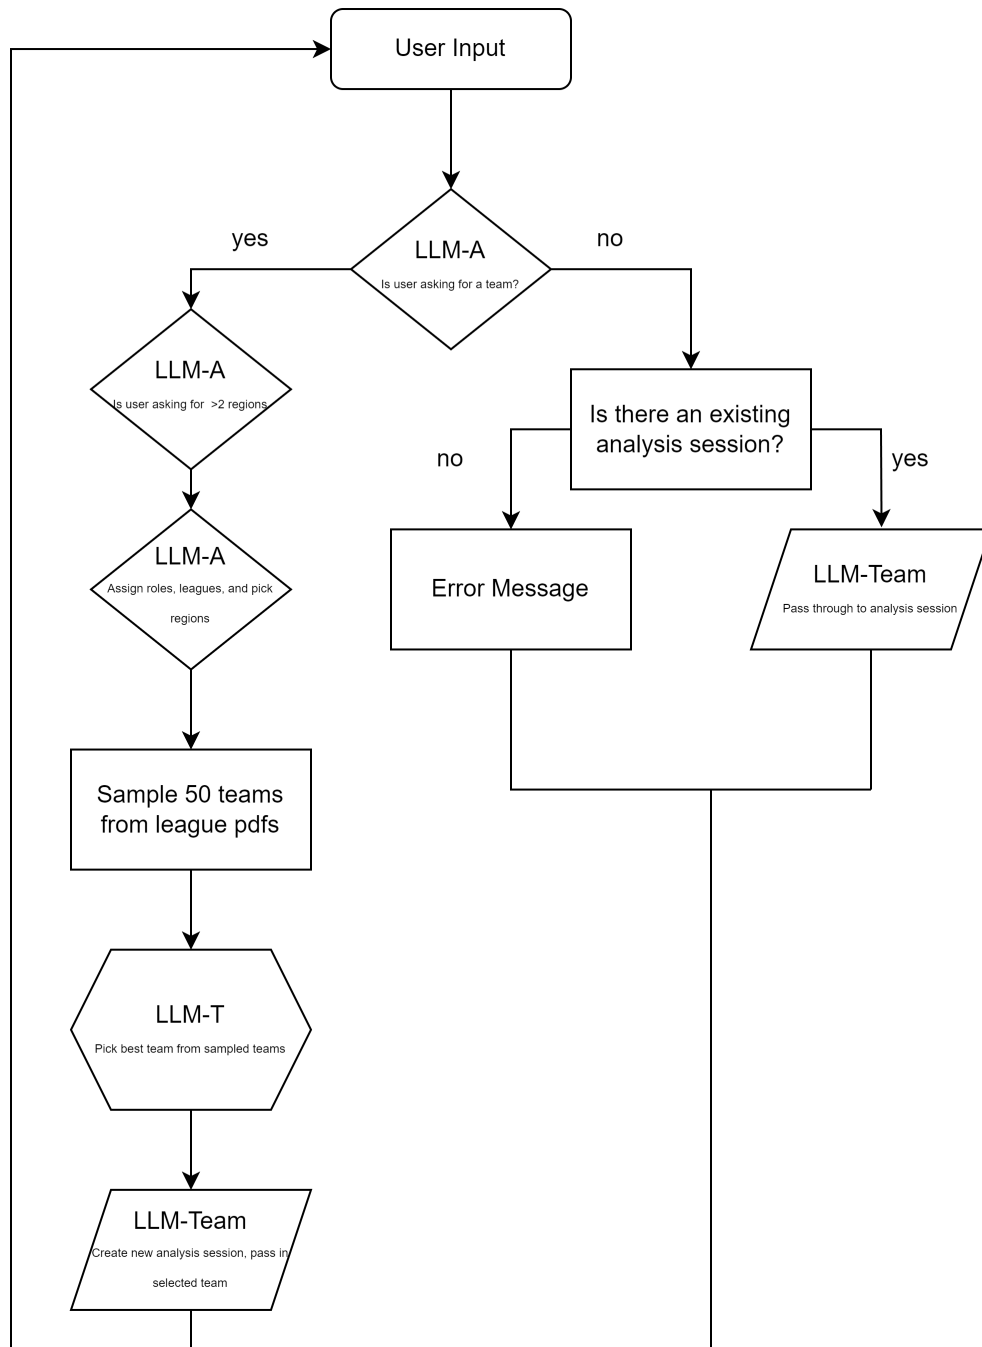 User Input
yes
LLM-A
Is user asking for a team?
no
LLM-A
Is user asking for  >2 regions
Is there an existing
analysis session?
no
yes
LLM-A
Assign roles, leagues, and pick
regions
Error Message
LLM-Team
Pass through to analysis session
Sample 50 teams
from league pdfs
LLM-T
Pick best team from sampled teams
LLM-Team
Create new analysis session, pass in
selected team